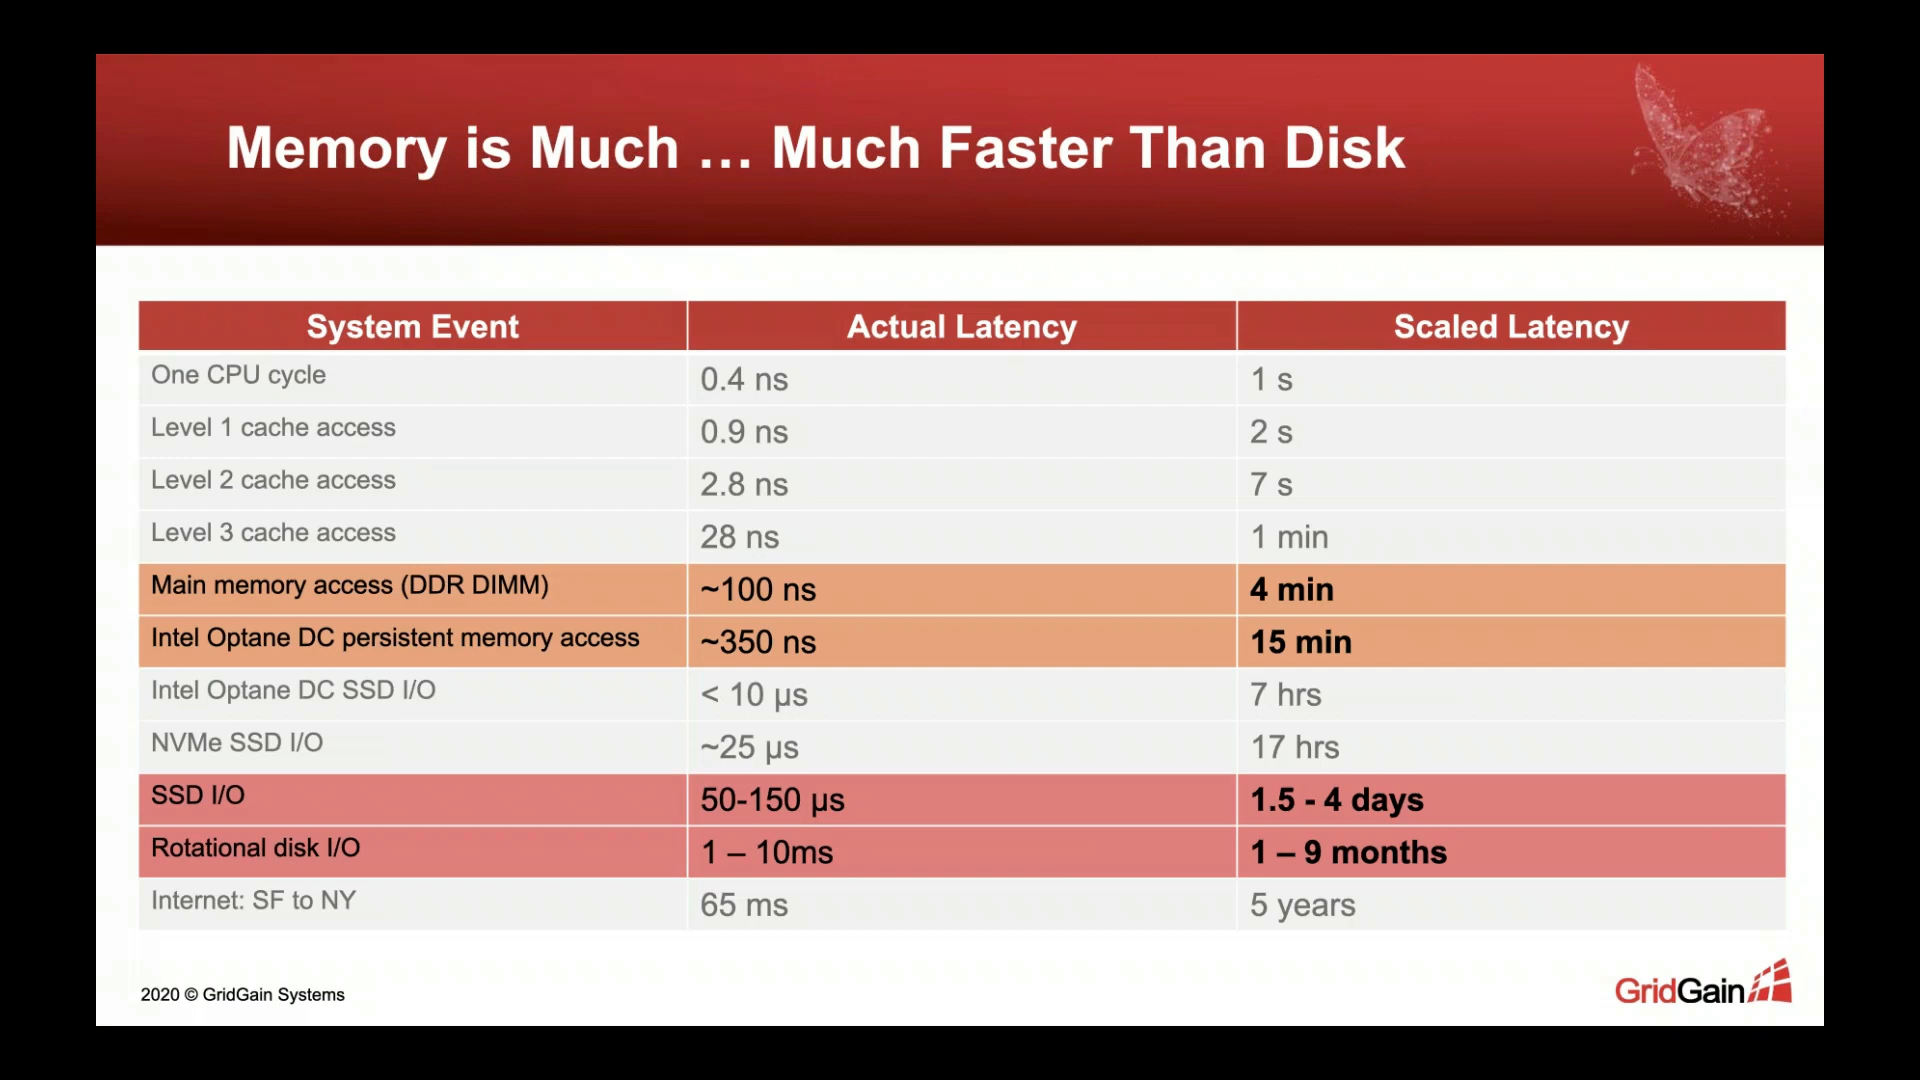 Memory is Much … Much Faster Than Disk
System Event Actual Latency Scaled Latency
One CPU cycle 0.4 ns 1 s
Level 1 cache access 0.9 ns 2 s
Level 2 cache access 2.8 ns 7 s
Level 3 cache access 28 ns 1 min
Main memory access (DDR DIMM) ~100 ns 4 min
Intel Optane DC persistent memory access ~350 ns 15 min
Intel Optane DC SSD I/O < 10 μs 7 hrs
NVMe SSD I/O ~25 μs 17 hrs
SSD I/O 50-150 μs 1.5 - 4 days
Rotational disk I/O 1 – 10ms 1 – 9 months
Internet: SF to NY 65 ms 5 years
2020 © GridGain Systems
GridGain